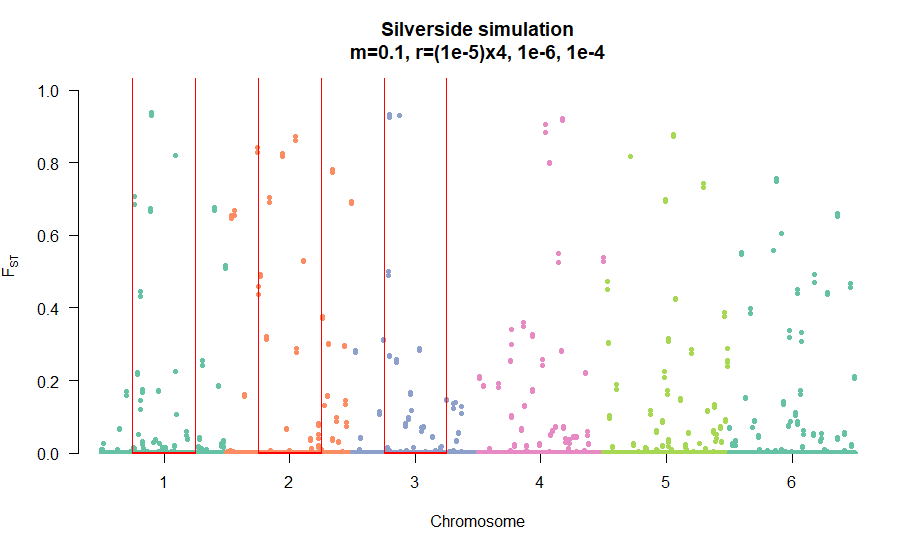 Silverside simulation
m=0.1, r=(1e-5)x4, 1e-6, 1e-4
1.0
0.8
0.6
0.4
0.2
0.0
FST
1 2 3 4 5 6
Chromosome